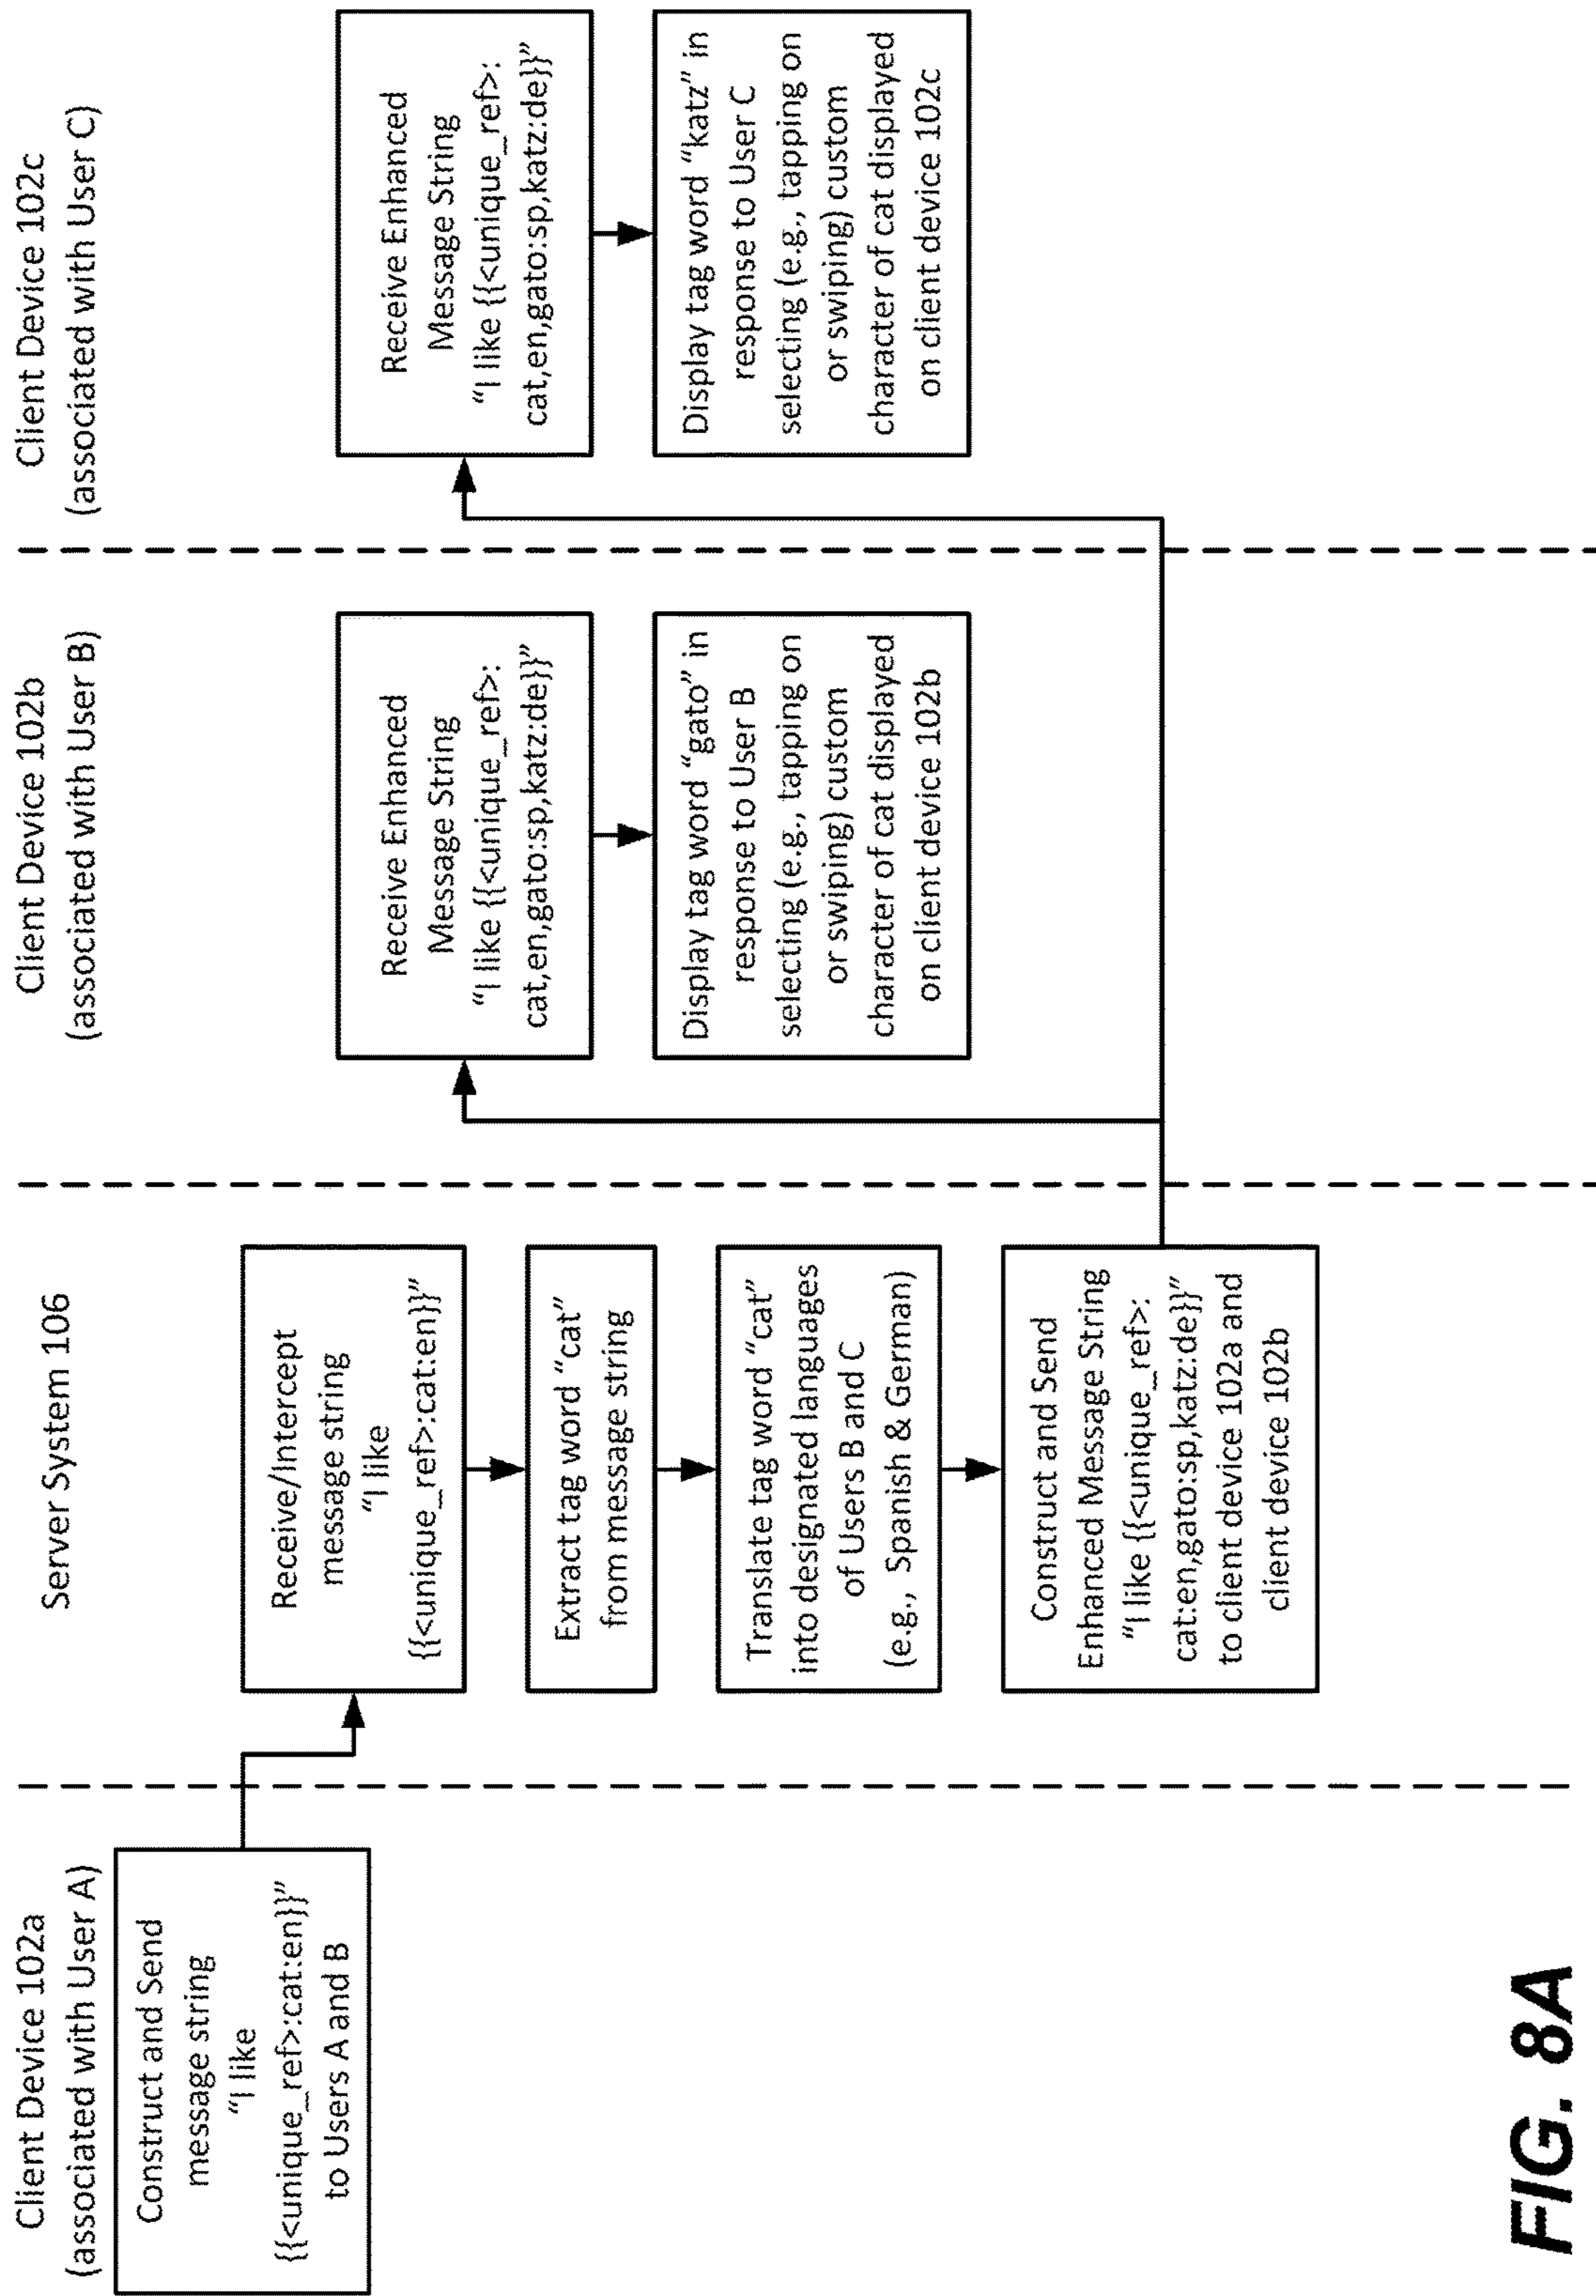 Client Device 102a
(associated with User A)
Construct and Send
message string
“I like
{{<unique_ref>:cat:en}}”
to Users A and B
Server System 106
Receive/Intercept
message string
“I like
{{<unique_ref>:cat:en}}”
Extract tag word “cat”
from message string
Translate tag word “cat”
into designated languages
of Users B and C
(e.g., Spanish & German)
Construct and Send
Enhanced Message String
“I like {{<unique_ref>:
cat:en,gato:sp,katz:de}}”
to client device 102a and
client device 102b
Client Device 102b
(associated with User B)
Receive Enhanced
Message String
“I like {{<unique_ref>:
cat,en,gato:sp,katz:de}}”
Display tag word “gato” in
response to User B
selecting (e.g., tapping on
or swiping) custom
character of cat displayed
on client device 102b
Client Device 102c
(associated with User C)
Receive Enhanced
Message String
“I like {{<unique_ref>:
cat,en,gato:sp,katz:de}}”
Display tag word “katz” in
response to User C
selecting (e.g., tapping on
or swiping) custom
character of cat displayed
on client device 102c
FIG. 8A